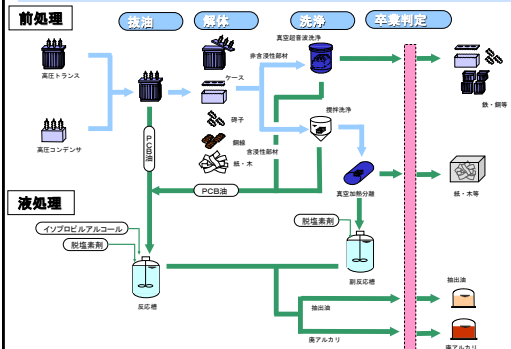 前処理
抜油
解体
洗浄
卒業判定
真空超音波洗浄
非含浸性部材
高圧トランス
ケース
鉄・銅等
撹拌洗浄
碍子
銅線
含浸性部材
紙・木
高圧コンデンサ
PCB油
PCB油
真空加熱分離
紙・木等
液処理
イソプロピルアルコール
脱塩素剤
脱塩素剤
反応槽
副反応槽
抽出油
抽出油
廃アルカリ
廃アルカリ